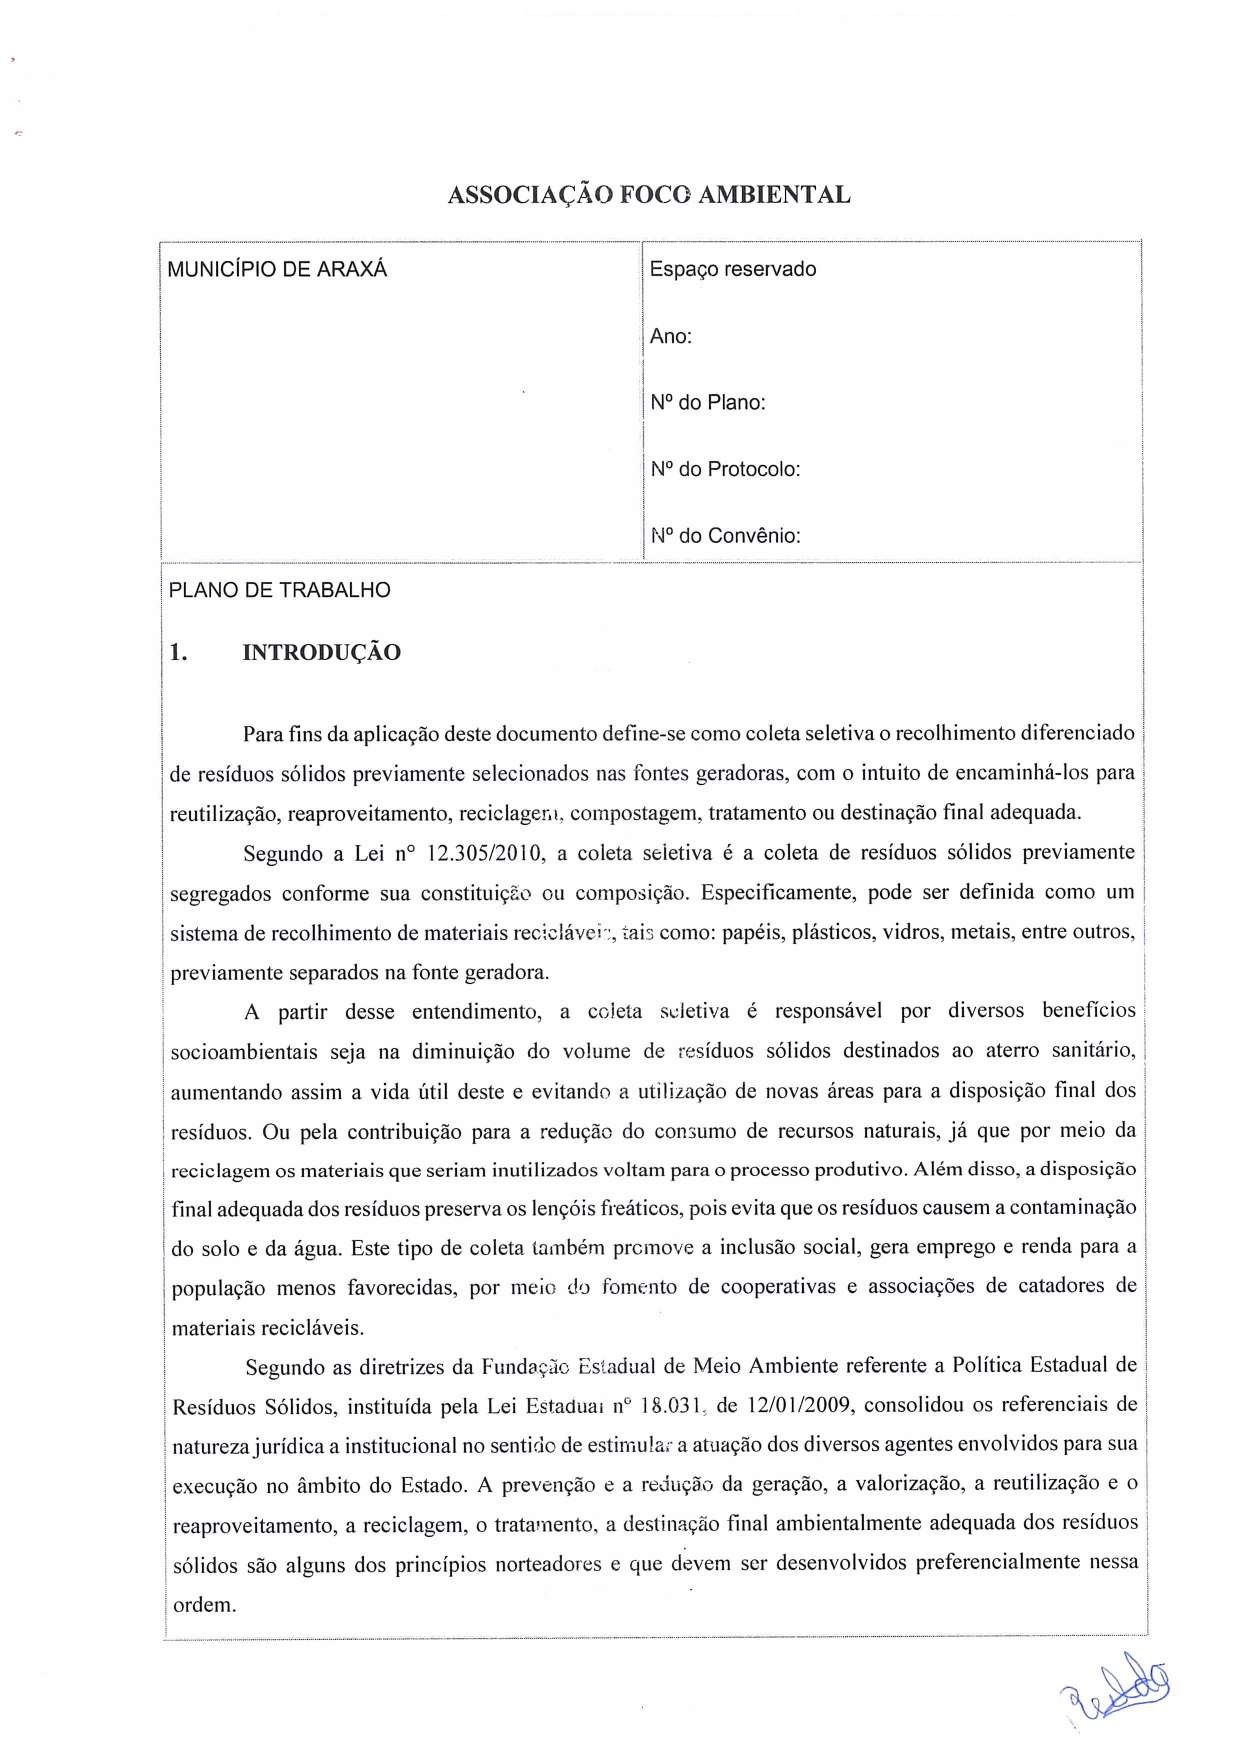 ASSOCIAÇÃO FOCO AMBIENTAL
MUNICÍPIO DE ARAXÁ
Espaço reservado
Ano:
Nº do Plano:
Nº do Protocolo:
Nº do Convênio:
PLANO DE TRABALHO
1. INTRODUÇÃO
Para fins da aplicação deste documento define-se como coleta seletiva o recolhimento diferenciado
de resíduos sólidos previamente selecionados nas fontes geradoras, com o intuito de encaminhá-los para
reutilização, reaproveitamento, reciclagem, compostagem, tratamento ou destinação final adequada.
Segundo a Lei nº 12.305/2010, a coleta seletiva é a coleta de resíduos sólidos previamente
segregados conforme sua constituição ou composição. Especificamente, pode ser definida como um
sistema de recolhimento de materiais recicláveis, tais como: papéis, plásticos, vidros, metais, entre outros,
previamente separados na fonte geradora.
A partir desse entendimento, a coleta seletiva é responsável por diversos benefícios
socioambientais seja na diminuição do volume de resíduos sólidos destinados ao aterro sanitário,
aumentando assim a vida útil deste e evitando a utilização de novas áreas para a disposição final dos
resíduos. Ou pela contribuição para a redução do consumo de recursos naturais, já que por meio da
reciclagem os materiais que seriam inutilizados voltam para o processo produtivo. Além disso, a disposição
final adequada dos resíduos preserva os lençóis freáticos, pois evita que os resíduos causem a contaminação
do solo e da água. Este tipo de coleta também promove a inclusão social, gera emprego e renda para a
população menos favorecidas, por meio do fomento de cooperativas e associações de catadores de
materiais recicláveis.
Segundo as diretrizes da Fundação Estadual de Meio Ambiente referente a Política Estadual de
Resíduos Sólidos, instituída pela Lei Estadual nº 18.031, de 12/01/2009, consolidou os referenciais de
natureza jurídica a institucional no sentido de estimular a atuação dos diversos agentes envolvidos para sua
execução no âmbito do Estado. A prevenção e a redução da geração, a valorização, a reutilização e o
reaproveitamento, a reciclagem, o tratamento, a destinação final ambientalmente adequada dos resíduos
sólidos são alguns dos princípios norteadores e que devem ser desenvolvidos preferencialmente nessa
ordem.